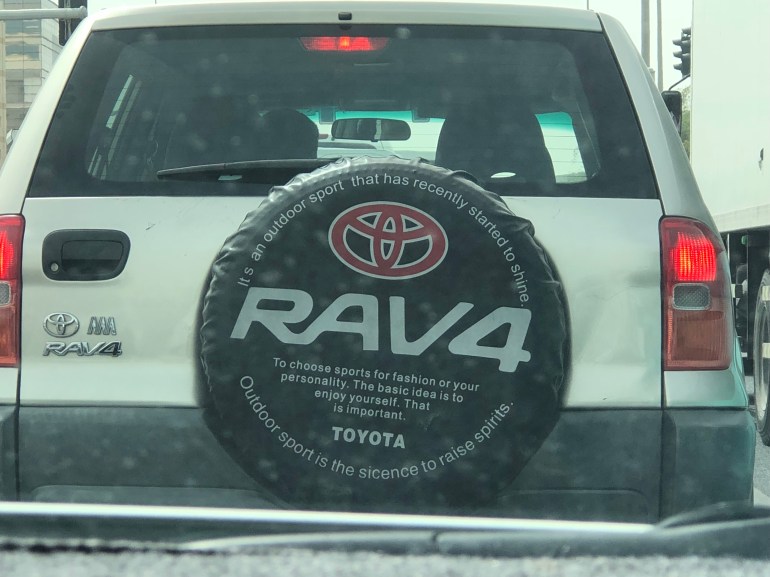 It s an outdoor sport that has recently started to shine.
RAV4
To choose sports for fashion or your
personality. The basic idea is to
enjoy yourself. That
is important.
TOYOTA
Outdoor sport is the sicence to raise spirits.
RAV4